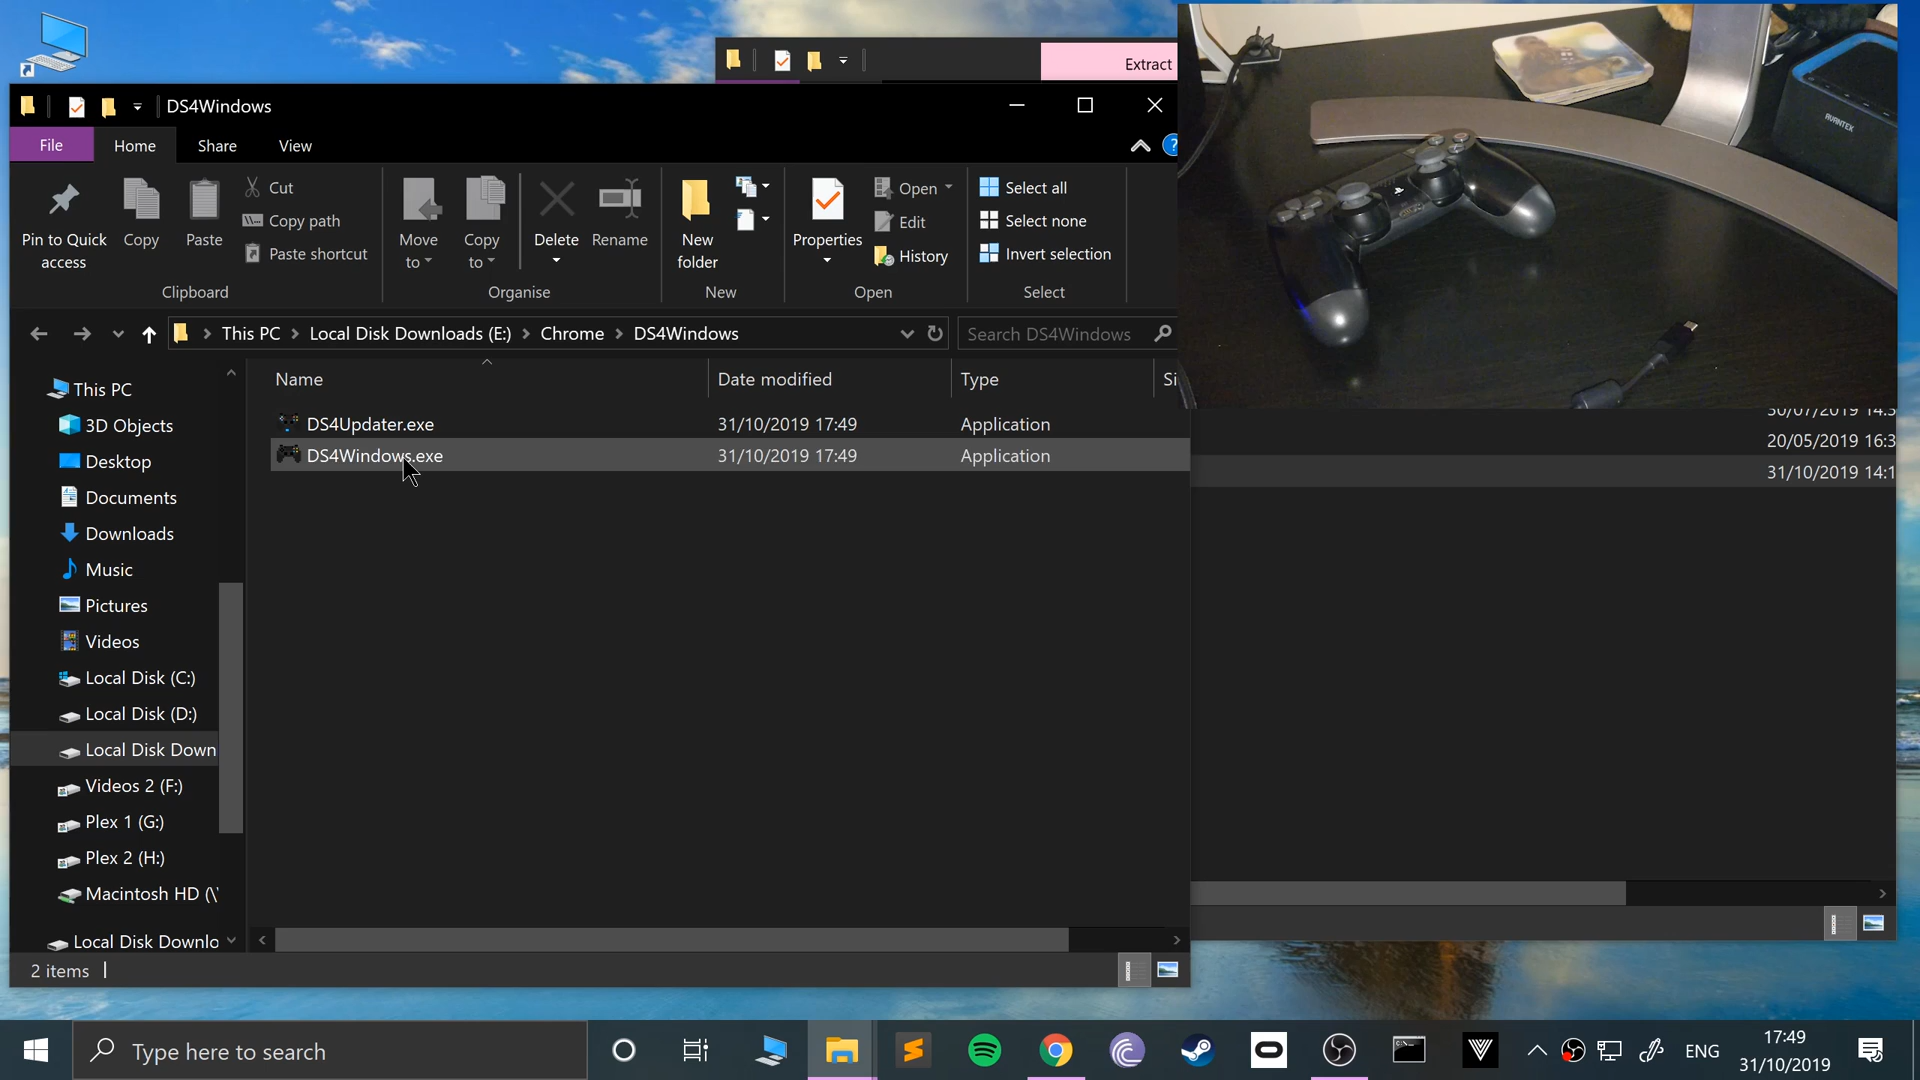 Extract
DS4Windows
File
Home
Share
View
?
Pin to Quick
access
Copy
Paste
Cut
Copy path
Paste shortcut
Clipboard
Move
to
Copy
to
Delete
Rename
Organise
New
folder
New
Properties
Open
Edit
History
Open
Select all
Select none
Invert selection
Select
This PC
Local Disk Downloads (E:)
Chrome
DS4Windows
Search DS4Windows
Name
Date modified
Type
Si
DS4Updater.exe
31/10/2019 17:49
Application
DS4Windows.exe
31/10/2019 17:49
Application
This PC
3D Objects
Desktop
Documents
Downloads
Music
Pictures
Videos
Local Disk (C:)
Local Disk (D:)
Local Disk Down
Videos 2 (F:)
Plex 1 (G:)
Plex 2 (H:)
Macintosh HD (\
Local Disk Downlo
2 items
AVANTEK
30/07/2019 14:3
20/05/2019 16:3
31/10/2019 14:1
Type here to search
ENG
17:49
31/10/2019